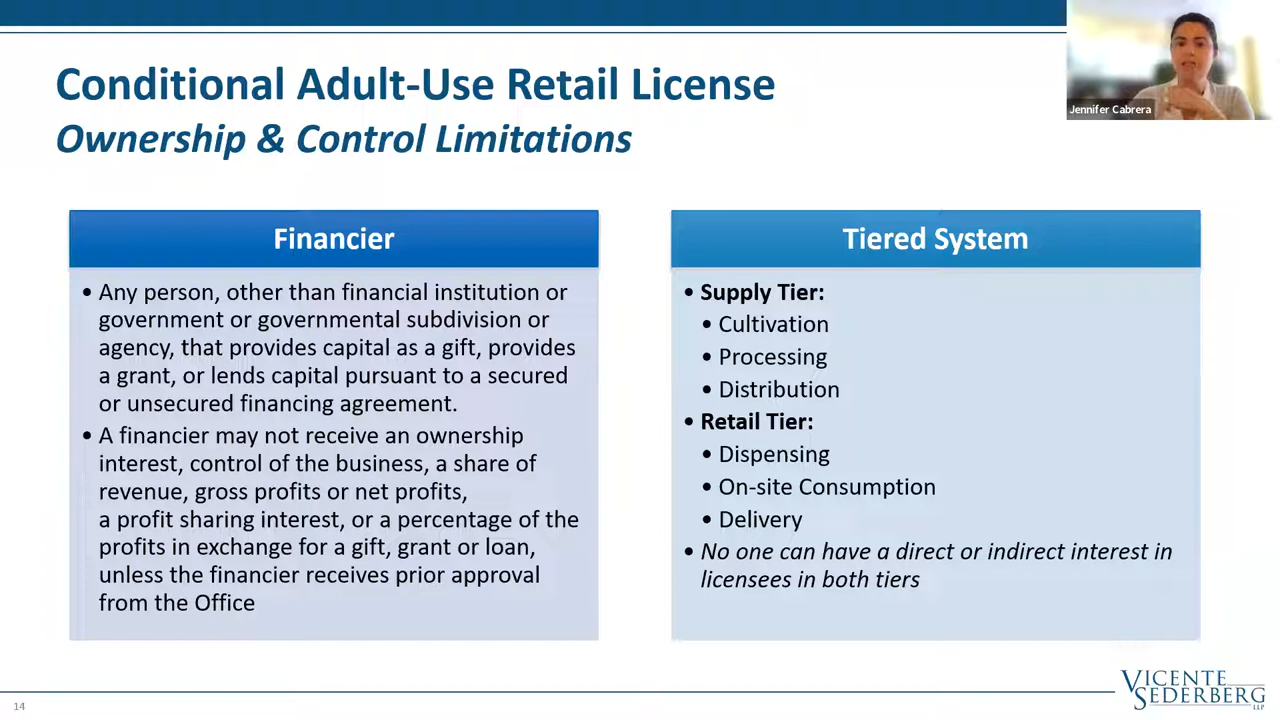 Jennifer Cabrera
Conditional Adult-Use Retail License
Ownership & Control Limitations
Financier
• Any person, other than financial institution or
government or governmental subdivision or
agency, that provides capital as a gift, provides
a grant, or lends capital pursuant to a secured
or unsecured financing agreement.
• A financier may not receive an ownership
interest, control of the business, a share of
revenue, gross profits or net profits,
a profit sharing interest, or a percentage of the
profits in exchange for a gift, grant or loan,
unless the financier receives prior approval
from the Office
Tiered System
• Supply Tier:
• Cultivation
• Processing
• Distribution
• Retail Tier:
• Dispensing
• On-site Consumption
• Delivery
• No one can have a direct or indirect interest in
licensees in both tiers
14
VICENTE
SEDERBERG
LLP